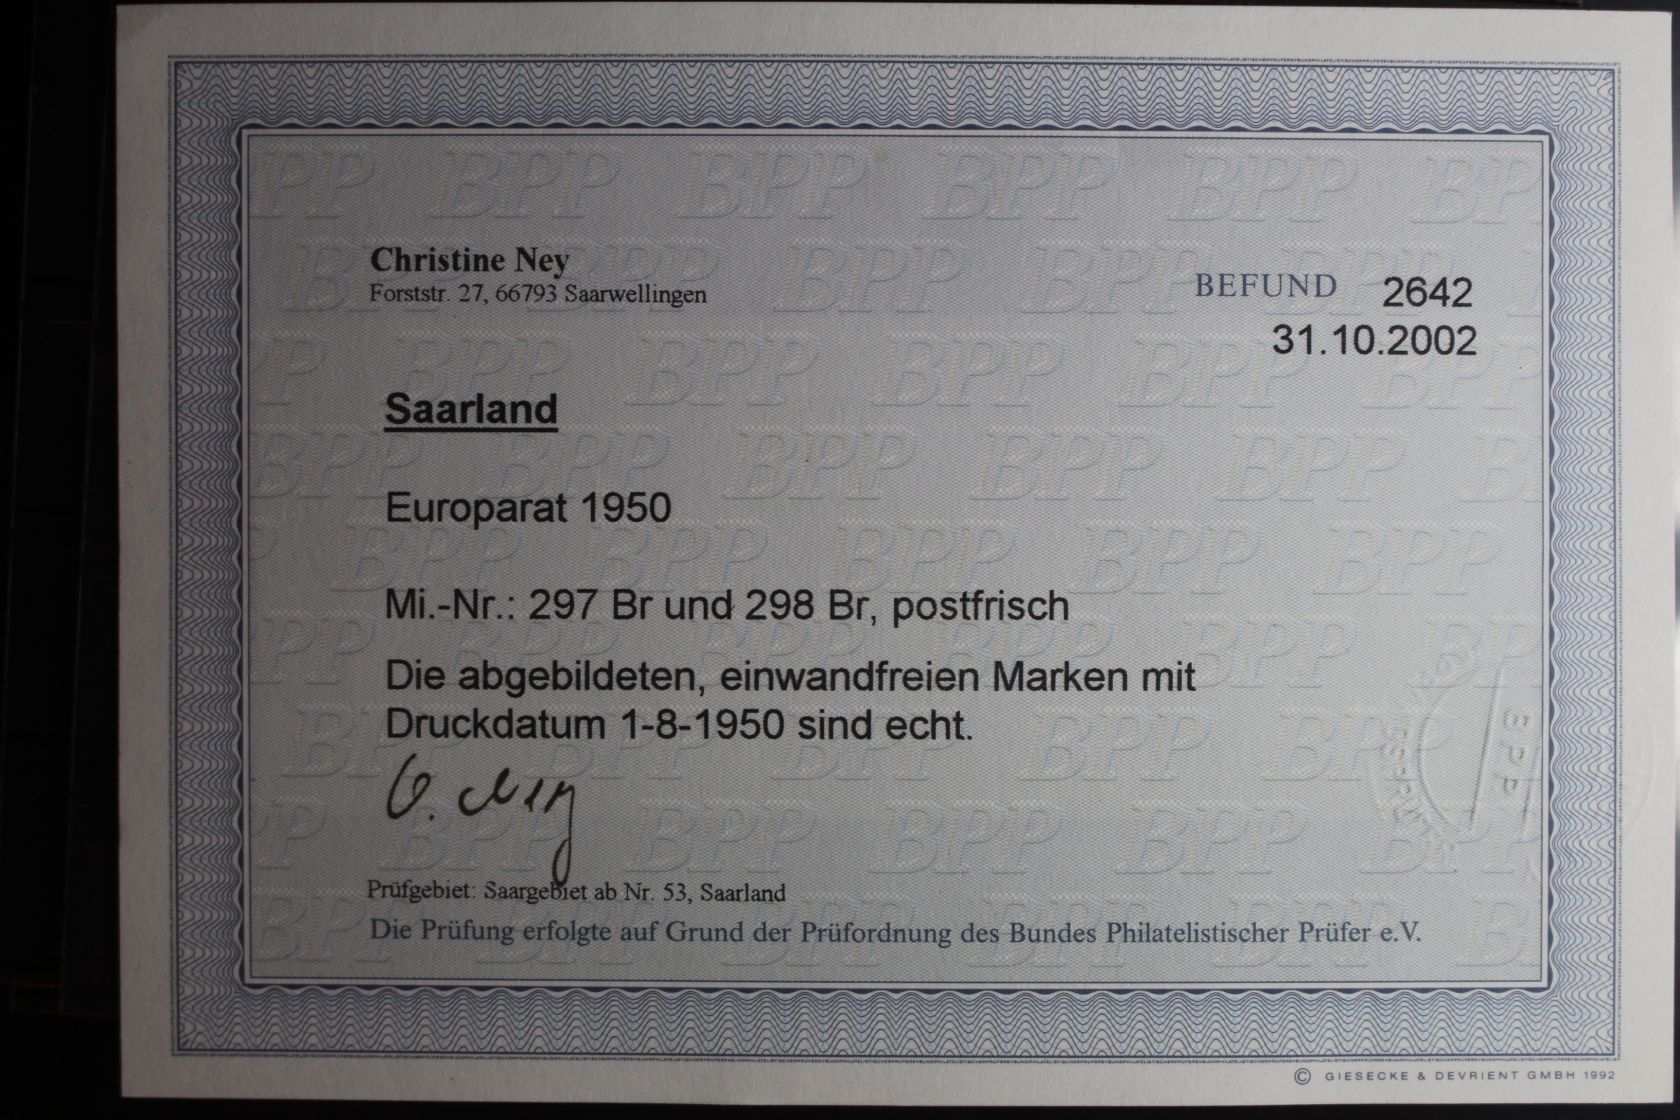 Christine Ney
Forststr. 27, 66793 Saarwellingen
BEFUND 2642
31.10.2002
Saarland
Europarat 1950
Mi.-Nr.: 297 Br und 298 Br, postfrisch
Die abgebildeten, einwandfreien Marken mit
Druckdatum 1-8-1950 sind echt.
C. Ney
Prüfgebiet: Saargebiet ab Nr. 53, Saarland
Die Prüfung erfolgte auf Grund der Prüfordnung des Bundes Philatelistischer Prüfer e.V.
BPP
© GIESECKE & DEVRIENT GMBH 1992